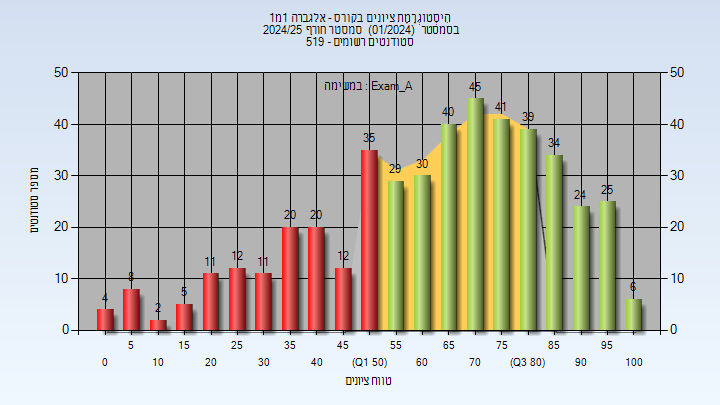 היסטוגרמת ציונים בקורס - אלגברה 1מ1
בסמסטר (01/2024) סמסטר חורף 2024/25
סטודנטים רשומים - 519
במשימה : Exam_A
מספר סטודנטים
50 40 30 20 10 0
4 8 2 5 11 12 11 20 20 12 35 29 30 40 45 41 39 34 24 25 6
50 40 30 20 10 0
5 15 25 35 45 55 65 75 85 95
0 10 20 30 40 (Q1 50) 60 70 (Q3 80) 90 100
טווח ציונים